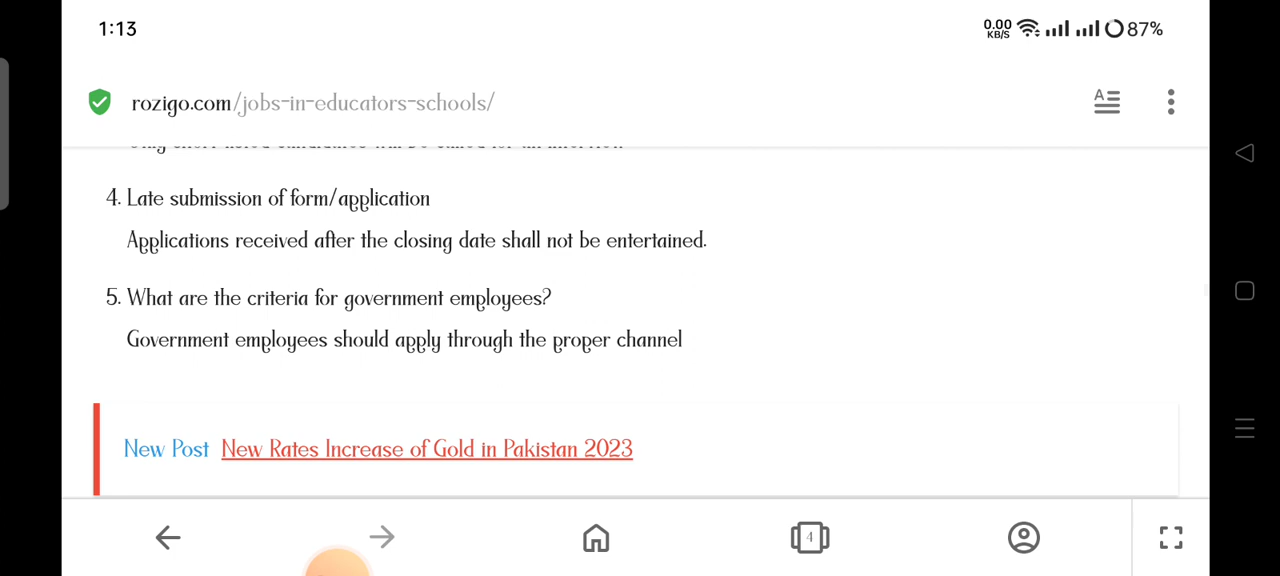 1:13
0.00 KB/S 87%
rozigo.com/jobs-in-educators-schools/
4. Late submission of form/application
Applications received after the closing date shall not be entertained.
5. What are the criteria for government employees?
Government employees should apply through the proper channel
New Post New Rates Increase of Gold in Pakistan 2023
4